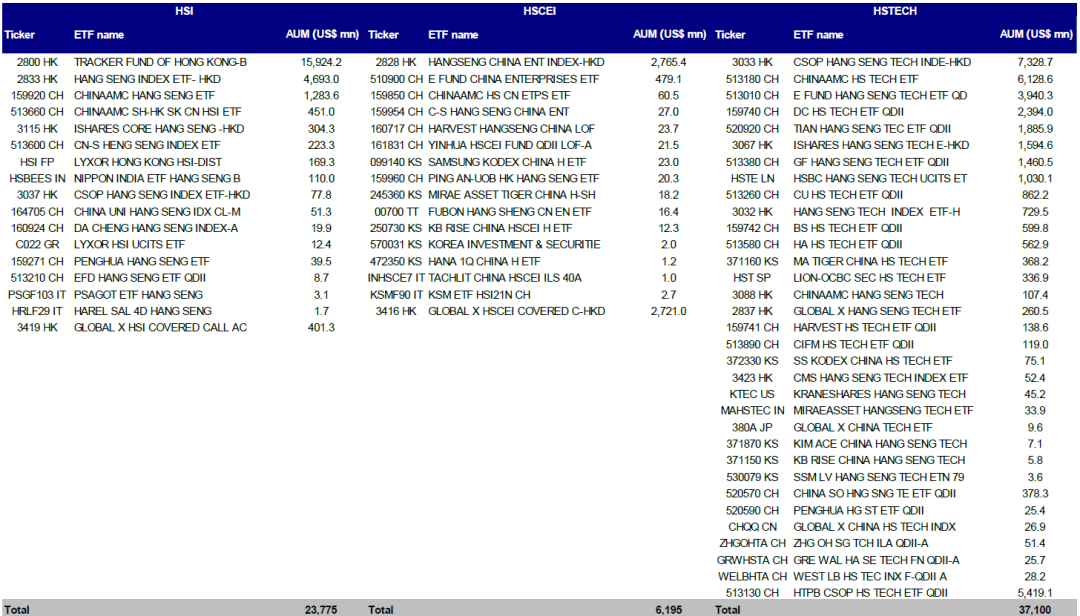 HSI HSCEI HSTECH
Ticker ETF name AUM (US$ mn) Ticker ETF name AUM (US$ mn) Ticker ETF name AUM (US$ mn)
2800 HK TRACKER FUND OF HONG KONG-B 15,924.2 2828 HK HANGSENG CHINA ENT INDEX-HKD 2,765.4 3033 HK CSOP HANG SENG TECH INDE-HKD 7,328.7
2833 HK HANG SENG INDEX ETF- HKD 4,693.0 510900 CH E FUND CHINA ENTERPRISES ETF 479.1 513180 CH CHINAAMC HS TECH ETF 6,128.6
159920 CH CHINAAMC HANG SENG ETF 1,283.6 159850 CH CHINAAMC HS CN ETPS ETF 60.5 513010 CH E FUND HANG SENG TECH ETF QD 3,940.3
513660 CH CHINAAMC SH-HK SK CN HSI ETF 451.0 159954 CH C-S HANG SENG CHINA ENT 27.0 159740 CH DC HS TECH ETF QDII 2,394.0
3115 HK ISHARES CORE HANG SENG -HKD 304.3 160717 CH HARVEST HANGSENG CHINA LOF 23.7 520920 CH TIAN HANG SENG TEC ETF QDII 1,885.9
513600 CH CN-S HENG SENG INDEX ETF 223.3 161831 CH YINHUA HSCEI FUND QDII LOF-A 21.5 3067 HK ISHARES HANG SENG TECH E-HKD 1,594.6
HSI FP LYXOR HONG KONG HSI-DIST 169.3 099140 KS SAMSUNG KODEX CHINA H ETF 23.0 513380 CH GF HANG SENG TECH ETF QDII 1,460.5
HSBEES IN NIPPON INDIA ETF HANG SENG B 110.0 159960 CH PING AN-UOB HK HANG SENG ETF 20.3 HSTE LN HSBC HANG SENG TECH UCITS ET 1,030.1
3037 HK CSOP HANG SENG INDEX ETF-HKD 77.8 245360 KS MIRAE ASSET TIGER CHINA H-SH 18.2 513260 CH CU HS TECH ETF QDII 862.2
164705 CH CHINA UNI HANG SENG IDX CL-M 51.3 00700 TT FUBON HANG SHENG CN EN ETF 16.4 3032 HK HANG SENG TECH INDEX ETF-H 729.5
160924 CH DA CHENG HANG SENG INDEX-A 19.9 250730 KS KB RISE CHINA HSCEI H ETF 12.3 159742 CH BS HS TECH ETF QDII 599.8
C022 GR LYXOR HSI UCITS ETF 12.4 570031 KS KOREA INVESTMENT & SECURITIE 2.0 513580 CH HA HS TECH ETF QDII 562.9
159271 CH PENGHUA HANG SENG ETF 39.5 472350 KS HANA 1Q CHINA H ETF 1.2 371160 KS MA TIGER CHINA HS TECH ETF 368.2
513210 CH EFD HANG SENG ETF QDII 8.7 INHSCE7 IT TACHLIT CHINA HSCEI ILS 40A 1.0 HST SP LION-OCBC SEC HS TECH ETF 336.9
PSGF103 IT PSAGOT ETF HANG SENG 3.1 KSMF90 IT KSM ETF HSI21N CH 2.7 3088 HK CHINAAMC HANG SENG TECH 107.4
HRLF29 IT HAREL SAL 4D HANG SENG 1.7 3416 HK GLOBAL X HSCEI COVERED C-HKD 2,721.0 2837 HK GLOBAL X HANG SENG TECH ETF 260.5
3419 HK GLOBAL X HSI COVERED CALL AC 401.3 159741 CH HARVEST HS TECH ETF QDII 138.6
513890 CH CIFM HS TECH ETF QDII 119.0
372330 KS SS KODEX CHINA HS TECH ETF 75.1
3423 HK CMS HANG SENG TECH INDEX ETF 52.4
KTEC US KRANESHARES HANG SENG TECH 45.2
MAHSTEC IN MIRAEASSET HANGSENG TECH ETF 33.9
380A JP GLOBAL X CHINA TECH ETF 9.6
371870 KS KIM ACE CHINA HANG SENG TECH 7.1
371150 KS KB RISE CHINA HANG SENG TECH 5.8
530079 KS SSM LV HANG SENG TECH ETN 79 3.6
520570 CH CHINA SO HNG SNG TE ETF QDII 378.3
520590 CH PENGHUA HG ST ETF QDII 25.4
CHQQ CN GLOBAL X CHINA HS TECH INDX 26.9
ZHGOHTA CH ZHG OH SG TCH ILA QDII-A 51.4
GRWHSTA CH GRE WAL HA SE TECH FN QDII-A 25.7
WELBHTA CH WEST LB HS TEC INX F-QDII A 28.2
513130 CH HTPB CSOP HS TECH ETF QDII 5,419.1
Total 23,775 Total 6,195 Total 37,100